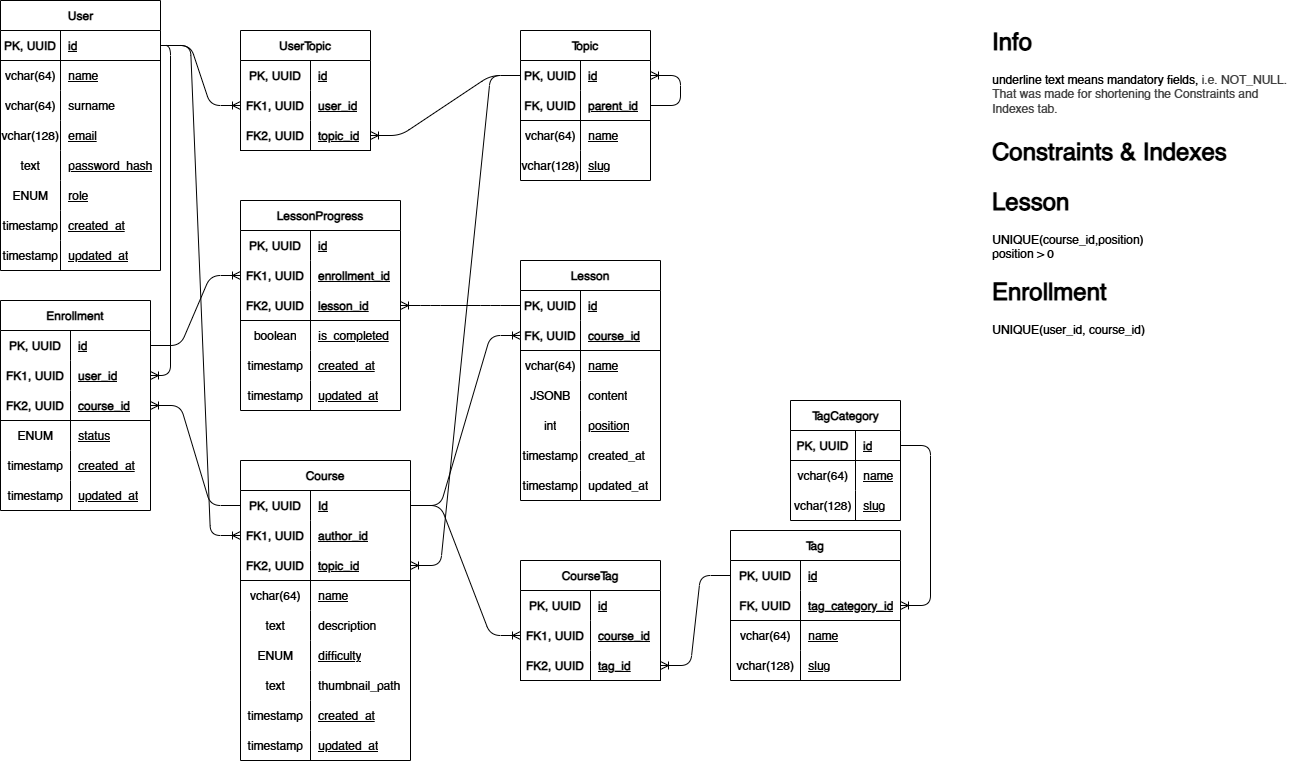 User
PK, UUID id
vchar(64) name
vchar(64) surname
vchar(128) email
text password_hash
ENUM role
timestamp created_at
timestamp updated_at
UserTopic
PK, UUID id
FK1, UUID user_id
FK2, UUID topic_id
Topic
PK, UUID id
FK, UUID parent_id
vchar(64) name
vchar(128) slug
LessonProgress
PK, UUID id
FK1, UUID enrollment_id
FK2, UUID lesson_id
boolean is_completed
timestamp created_at
timestamp updated_at
Lesson
PK, UUID id
FK, UUID course_id
vchar(64) name
JSONB content
int position
timestamp created_at
timestamp updated_at
Enrollment
PK, UUID id
FK1, UUID user_id
FK2, UUID course_id
ENUM status
timestamp created_at
timestamp updated_at
Course
PK, UUID Id
FK1, UUID author_id
FK2, UUID topic_id
vchar(64) name
text description
ENUM difficulty
text thumbnail_path
timestamp created_at
timestamp updated_at
CourseTag
PK, UUID id
FK1, UUID course_id
FK2, UUID tag_id
TagCategory
PK, UUID id
vchar(64) name
vchar(128) slug
Tag
PK, UUID id
FK, UUID tag_category_id
vchar(64) name
vchar(128) slug
Info
underline text means mandatory fields, i.e. NOT_NULL.
That was made for shortening the Constraints and
Indexes tab.
Constraints & Indexes
Lesson
UNIQUE(course_id,position)
position > 0
Enrollment
UNIQUE(user_id, course_id)